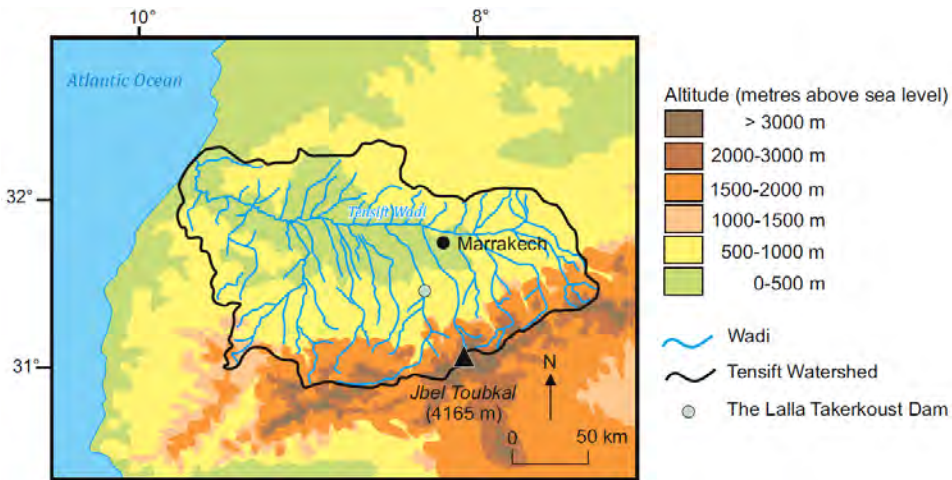 10°
8°
Atlantic Ocean
32°
31°
Tensift Wadi
Marrakech
Jbel Toubkal
(4165 m)
N
0 50 km
Altitude (metres above sea level)
> 3000 m
2000-3000 m
1500-2000 m
1000-1500 m
500-1000 m
0-500 m
Wadi
Tensift Watershed
The Lalla Takerkoust Dam